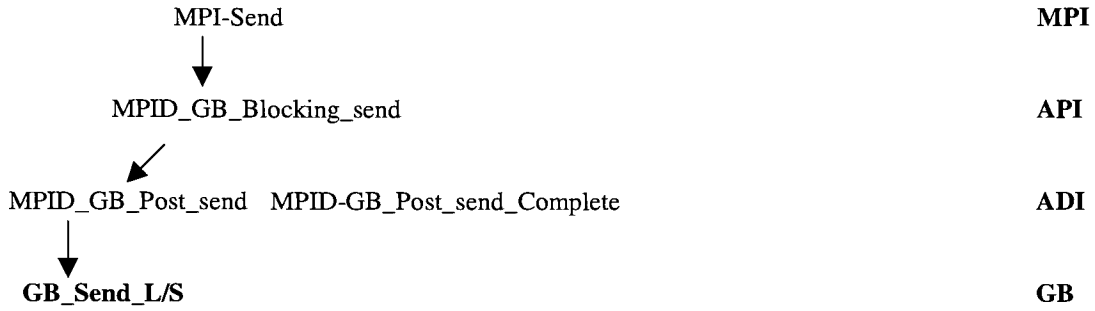 MPI-Send MPI
MPID_GB_Blocking_send API
MPID_GB_Post_send MPID-GB_Post_send_Complete ADI
GB_Send_L/S GB